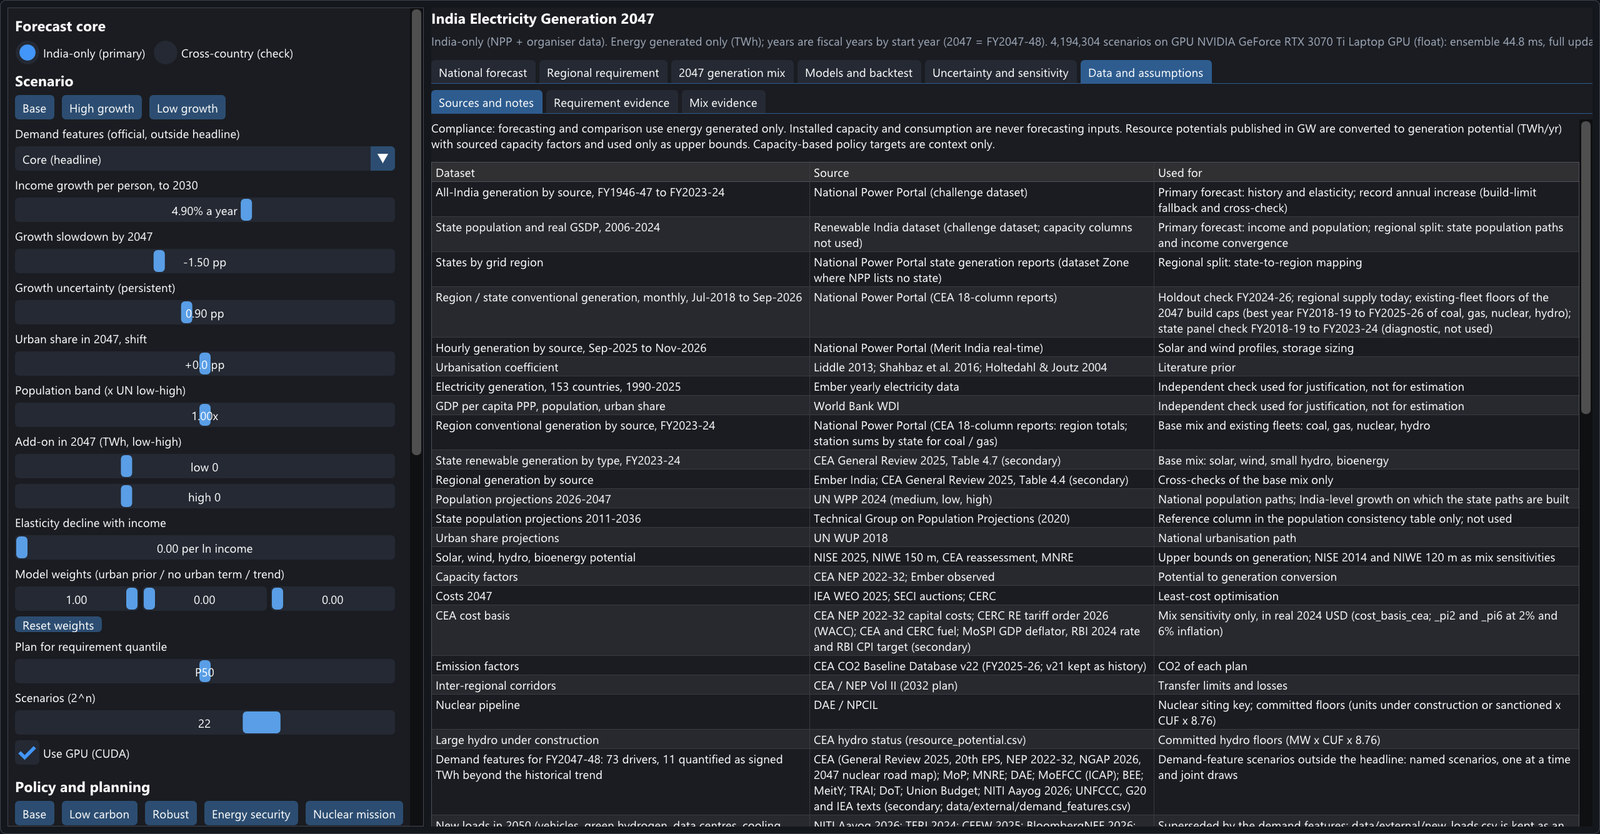 Forecast core
India-only (primary)
Cross-country (check)
Scenario
Base
High growth
Low growth
Demand features (official, outside headline)
Core (headline)
Income growth per person, to 2030
4.90% a year
Growth slowdown by 2047
-1.50 pp
Growth uncertainty (persistent)
0.90 pp
Urban share in 2047, shift
+0.0 pp
Population band (x UN low-high)
1.00x
Add-on in 2047 (TWh, low-high)
low 0
high 0
Elasticity decline with income
0.00 per ln income
Model weights (urban prior / no urban term / trend)
1.00
0.00
0.00
Reset weights
Plan for requirement quantile
P50
Scenarios (2^n)
22
Use GPU (CUDA)
Policy and planning
Base
Low carbon
Robust
Energy security
Nuclear mission
India Electricity Generation 2047
India-only (NPP + organiser data). Energy generated only (TWh); years are fiscal years by start year (2047 = FY2047-48). 4,194,304 scenarios on GPU NVIDIA GeForce RTX 3070 Ti Laptop GPU (float): ensemble 44.8 ms, full upda
National forecast
Regional requirement
2047 generation mix
Models and backtest
Uncertainty and sensitivity
Data and assumptions
Sources and notes
Requirement evidence
Mix evidence
Compliance: forecasting and comparison use energy generated only. Installed capacity and consumption are never forecasting inputs. Resource potentials published in GW are converted to generation potential (TWh/yr)
with sourced capacity factors and used only as upper bounds. Capacity-based policy targets are context only.
Dataset
Source
Used for
All-India generation by source, FY1946-47 to FY2023-24
National Power Portal (challenge dataset)
Primary forecast: history and elasticity; record annual increase (build-limit
fallback and cross-check)
State population and real GSDP, 2006-2024
Renewable India dataset (challenge dataset; capacity columns
not used)
Primary forecast: income and population; regional split: state population paths
and income convergence
States by grid region
National Power Portal state generation reports (dataset Zone
where NPP lists no state)
Regional split: state-to-region mapping
Region / state conventional generation, monthly, Jul-2018 to Sep-2026
National Power Portal (CEA 18-column reports)
Holdout check FY2024-26; regional supply today; existing-fleet floors of the
2047 build caps (best year FY2018-19 to FY2025-26 of coal, gas, nuclear, hydro);
state panel check FY2018-19 to FY2023-24 (diagnostic, not used)
Hourly generation by source, Sep-2025 to Nov-2026
National Power Portal (Merit India real-time)
Solar and wind profiles, storage sizing
Urbanisation coefficient
Liddle 2013; Shahbaz et al. 2016; Holtedahl & Joutz 2004
Literature prior
Electricity generation, 153 countries, 1990-2025
Ember yearly electricity data
Independent check used for justification, not for estimation
GDP per capita PPP, population, urban share
World Bank WDI
Independent check used for justification, not for estimation
Region conventional generation by source, FY2023-24
National Power Portal (CEA 18-column reports: region totals;
station sums by state for coal / gas)
Base mix and existing fleets: coal, gas, nuclear, hydro
State renewable generation by type, FY2023-24
CEA General Review 2025, Table 4.7 (secondary)
Base mix: solar, wind, small hydro, bioenergy
Regional generation by source
Ember India; CEA General Review 2025, Table 4.4 (secondary)
Cross-checks of the base mix only
Population projections 2026-2047
UN WPP 2024 (medium, low, high)
National population paths; India-level growth on which the state paths are built
State population projections 2011-2036
Technical Group on Population Projections (2020)
Reference column in the population consistency table only; not used
Urban share projections
UN WUP 2018
National urbanisation path
Solar, wind, hydro, bioenergy potential
NISE 2025, NIWE 150 m, CEA reassessment, MNRE
Upper bounds on generation; NISE 2014 and NIWE 120 m as mix sensitivities
Capacity factors
CEA NEP 2022-32; Ember observed
Potential to generation conversion
Costs 2047
IEA WEO 2025; SECI auctions; CERC
Least-cost optimisation
CEA cost basis
CEA NEP 2022-32 capital costs; CERC RE tariff order 2026
(WACC); CEA and CERC fuel; MoSPI GDP deflator, RBI 2024 rate
and RBI CPI target (secondary)
Mix sensitivity only, in real 2024 USD (cost_basis_cea; _pi2 and _pi6 at 2% and
6% inflation)
Emission factors
CEA CO2 Baseline Database v22 (FY2025-26; v21 kept as history)
CO2 of each plan
Inter-regional corridors
CEA / NEP Vol II (2032 plan)
Transfer limits and losses
Nuclear pipeline
DAE / NPCIL
Nuclear siting key; committed floors (units under construction or sanctioned x
CUF x 8.76)
Large hydro under construction
CEA hydro status (resource_potential.csv)
Committed hydro floors (MW x CUF x 8.76)
Demand features for FY2047-48: 73 drivers, 11 quantified as signed
TWh beyond the historical trend
CEA (General Review 2025, 20th EPS, NEP 2022-32, NGAP 2026,
2047 nuclear road map); MoP; MNRE; DAE; MoEFCC (ICAP); BEE;
MeitY; TRAI; DoT; Union Budget; NITI Aayog 2026; UNFCCC, G20
and IEA texts (secondary; data/external/demand_features.csv)
Demand-feature scenarios outside the headline: named scenarios, one at a time
and joint draws
New loads in 2050 (vehicles, green hydrogen, data centres, cooling,
NITI Aayog 2026; TERI 2024; CEEW 2025; BloombergNEF 2026;
Superseded by the demand features; data/external/new_loads.csv is kept as an